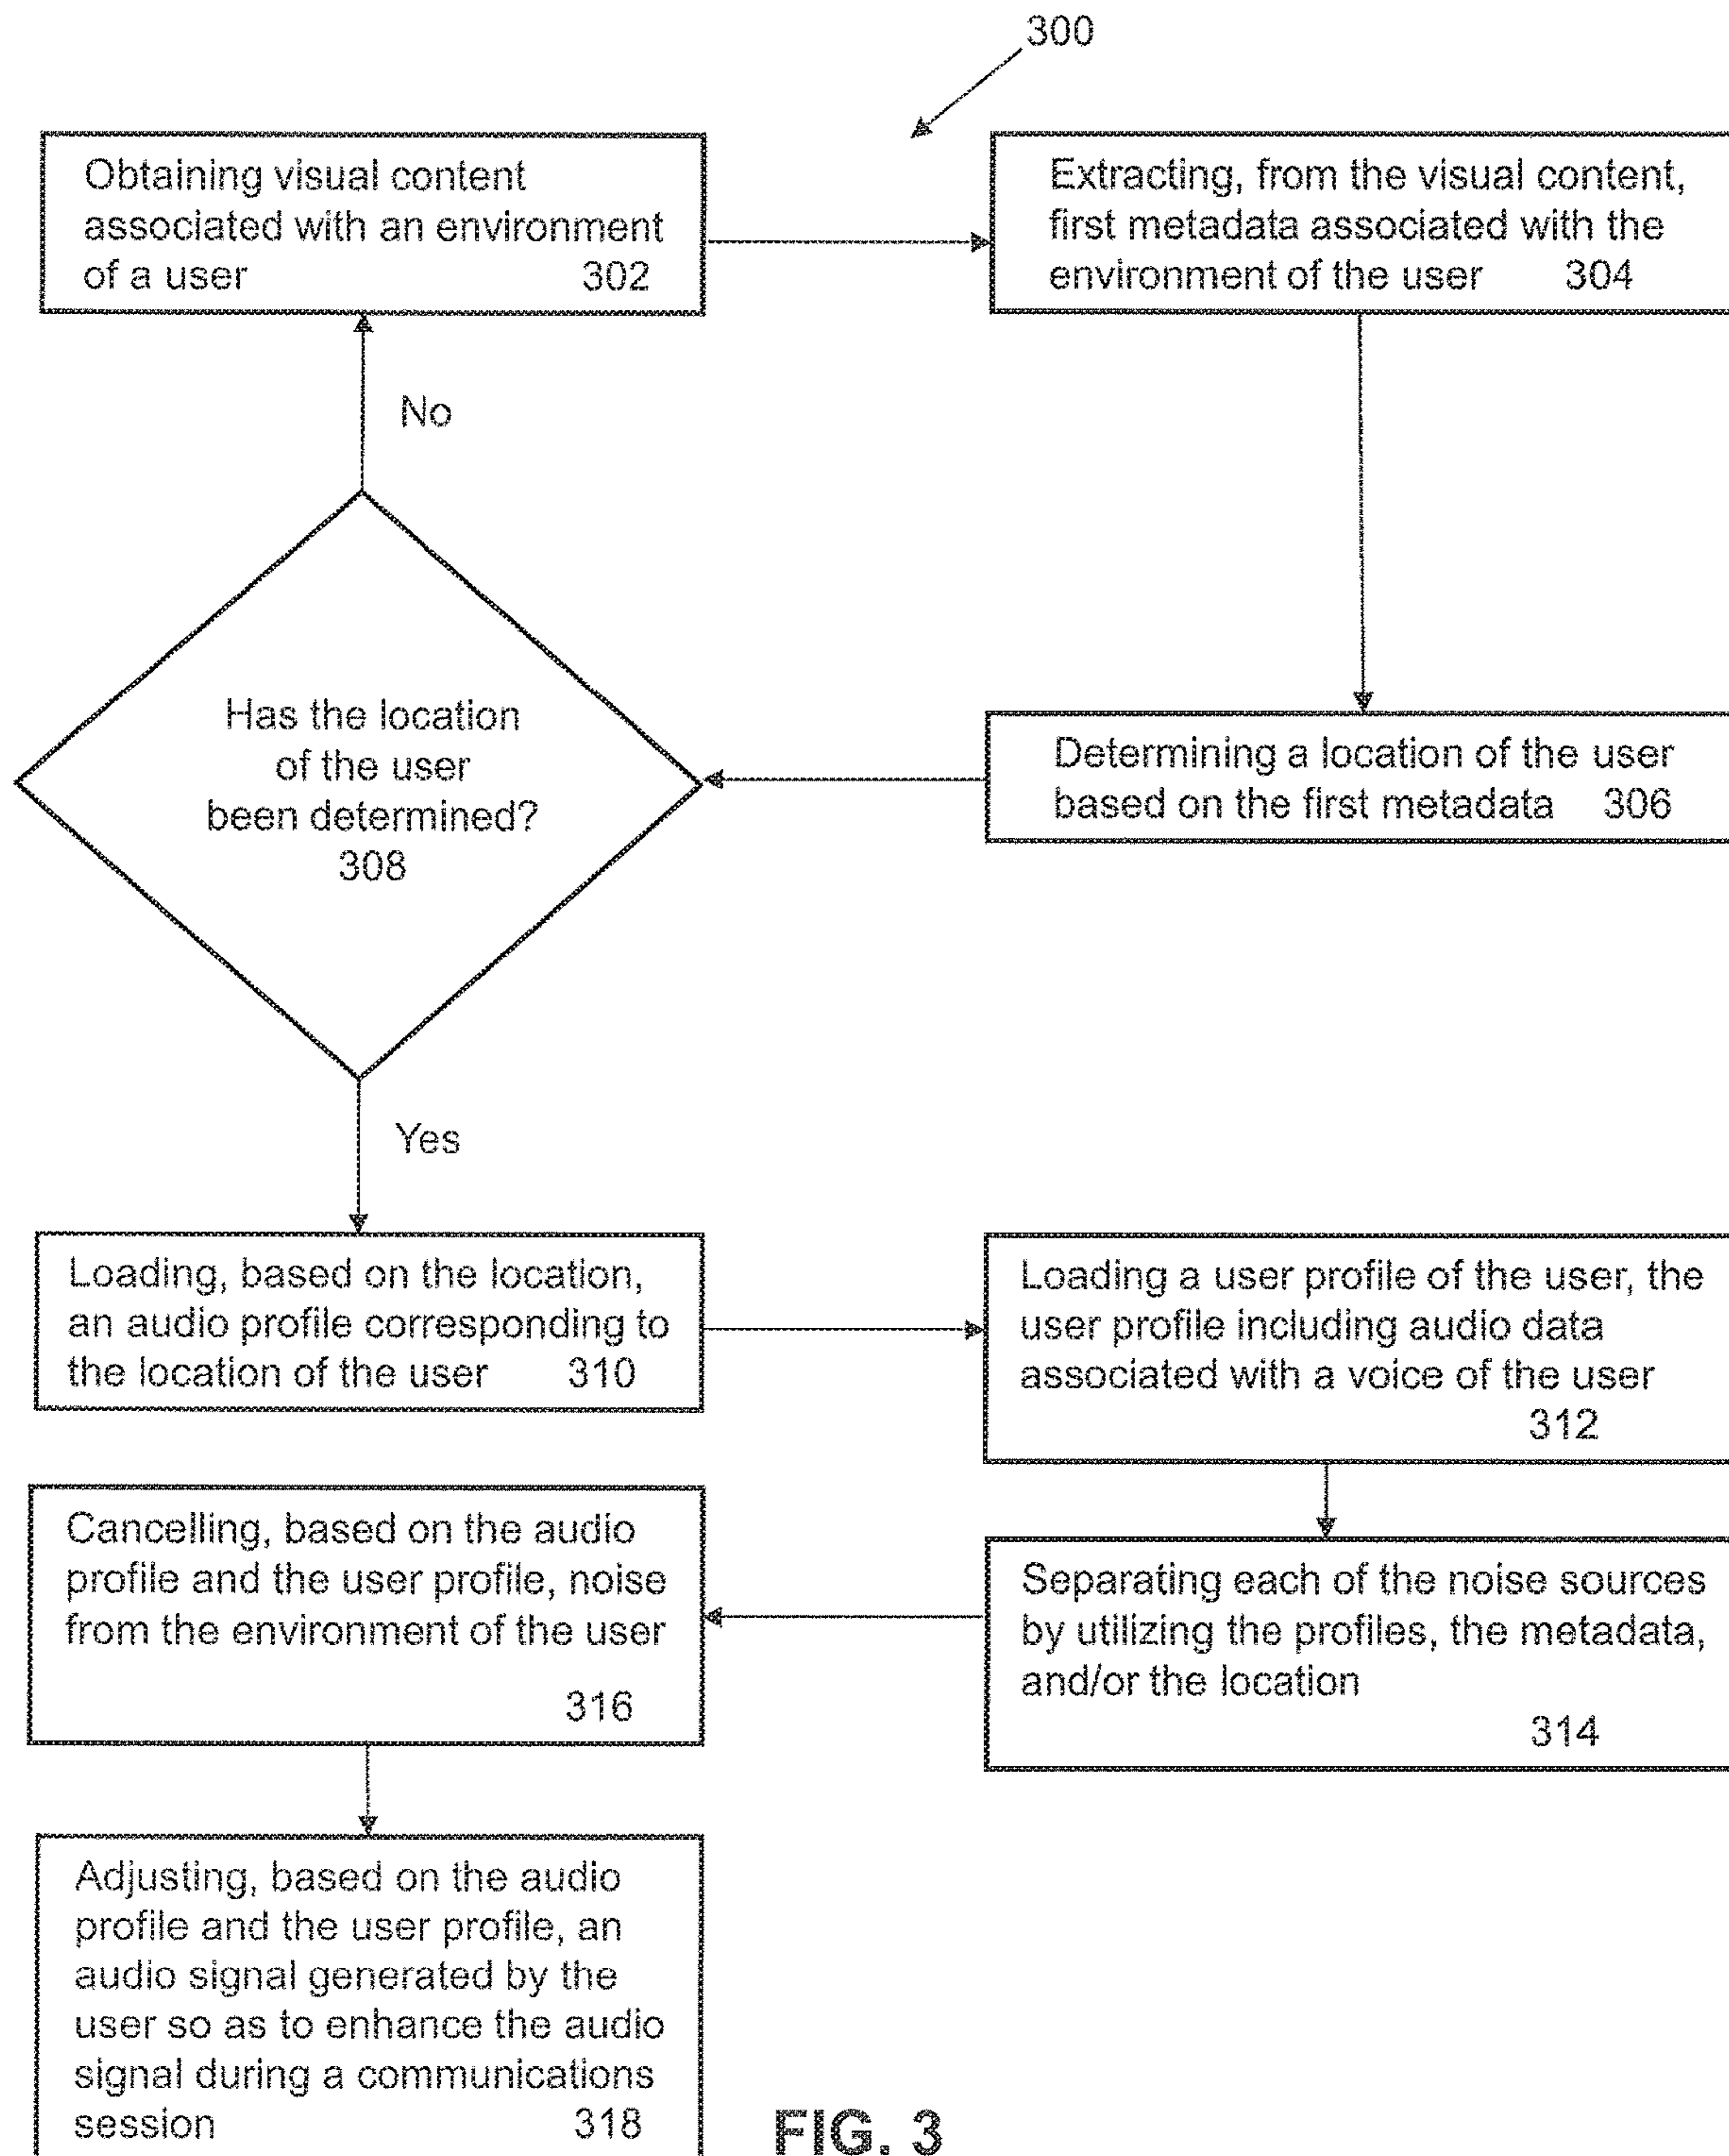 300
Obtaining visual content
associated with an environment
of a user 302
Extracting, from the visual content,
first metadata associated with the
environment of the user 304
No
Has the location
of the user
been determined?
308
Determining a location of the user
based on the first metadata 306
Yes
Loading, based on the location,
an audio profile corresponding to
the location of the user 310
Loading a user profile of the user, the
user profile including audio data
associated with a voice of the user
312
Cancelling, based on the audio
profile and the user profile, noise
from the environment of the user
316
Separating each of the noise sources
by utilizing the profiles, the metadata,
and/or the location
314
Adjusting, based on the audio
profile and the user profile, an
audio signal generated by the
user so as to enhance the audio
signal during a communications
session 318
FIG. 3